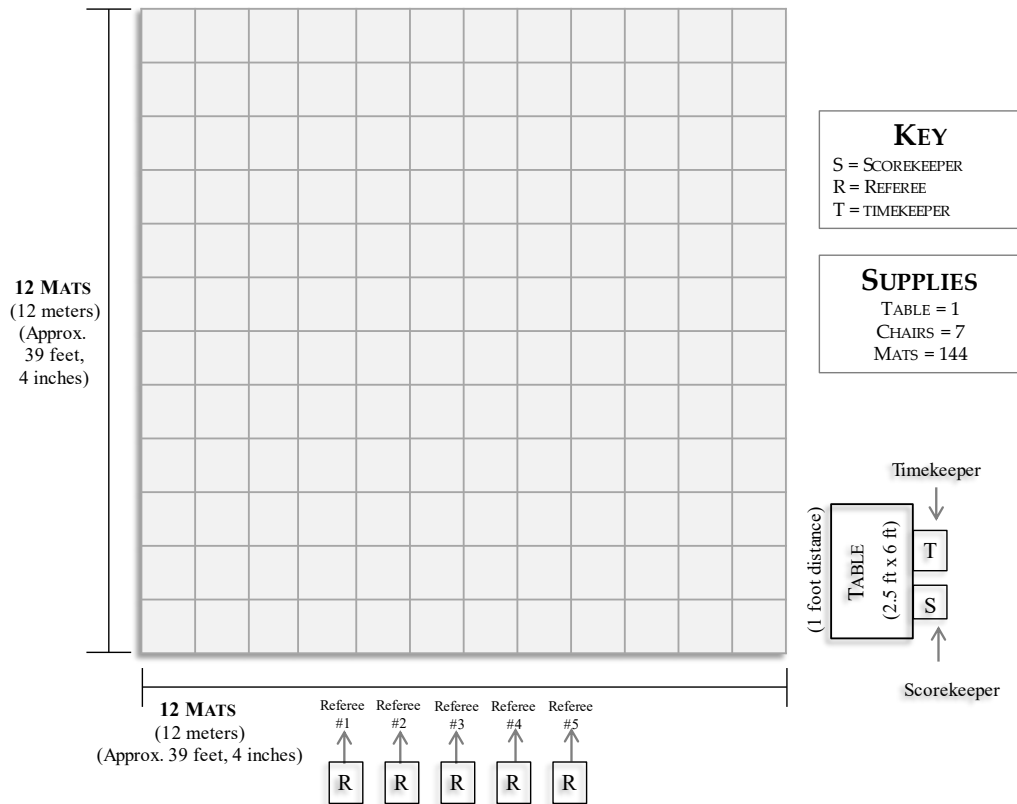 KEY
S = SCOREKEEPER
R = REFEREE
T = TIMEKEEPER
SUPPLIES
TABLE = 1
CHAIRS = 7
MATS = 144
12 MATS
(12 meters)
(Approx.
39 feet,
4 inches)
Timekeeper
(1 foot distance)
TABLE
(2.5 ft x 6 ft)
T
S
Scorekeeper
12 MATS
(12 meters)
(Approx. 39 feet, 4 inches)
Referee
#1
Referee
#2
Referee
#3
Referee
#4
Referee
#5
R
R
R
R
R